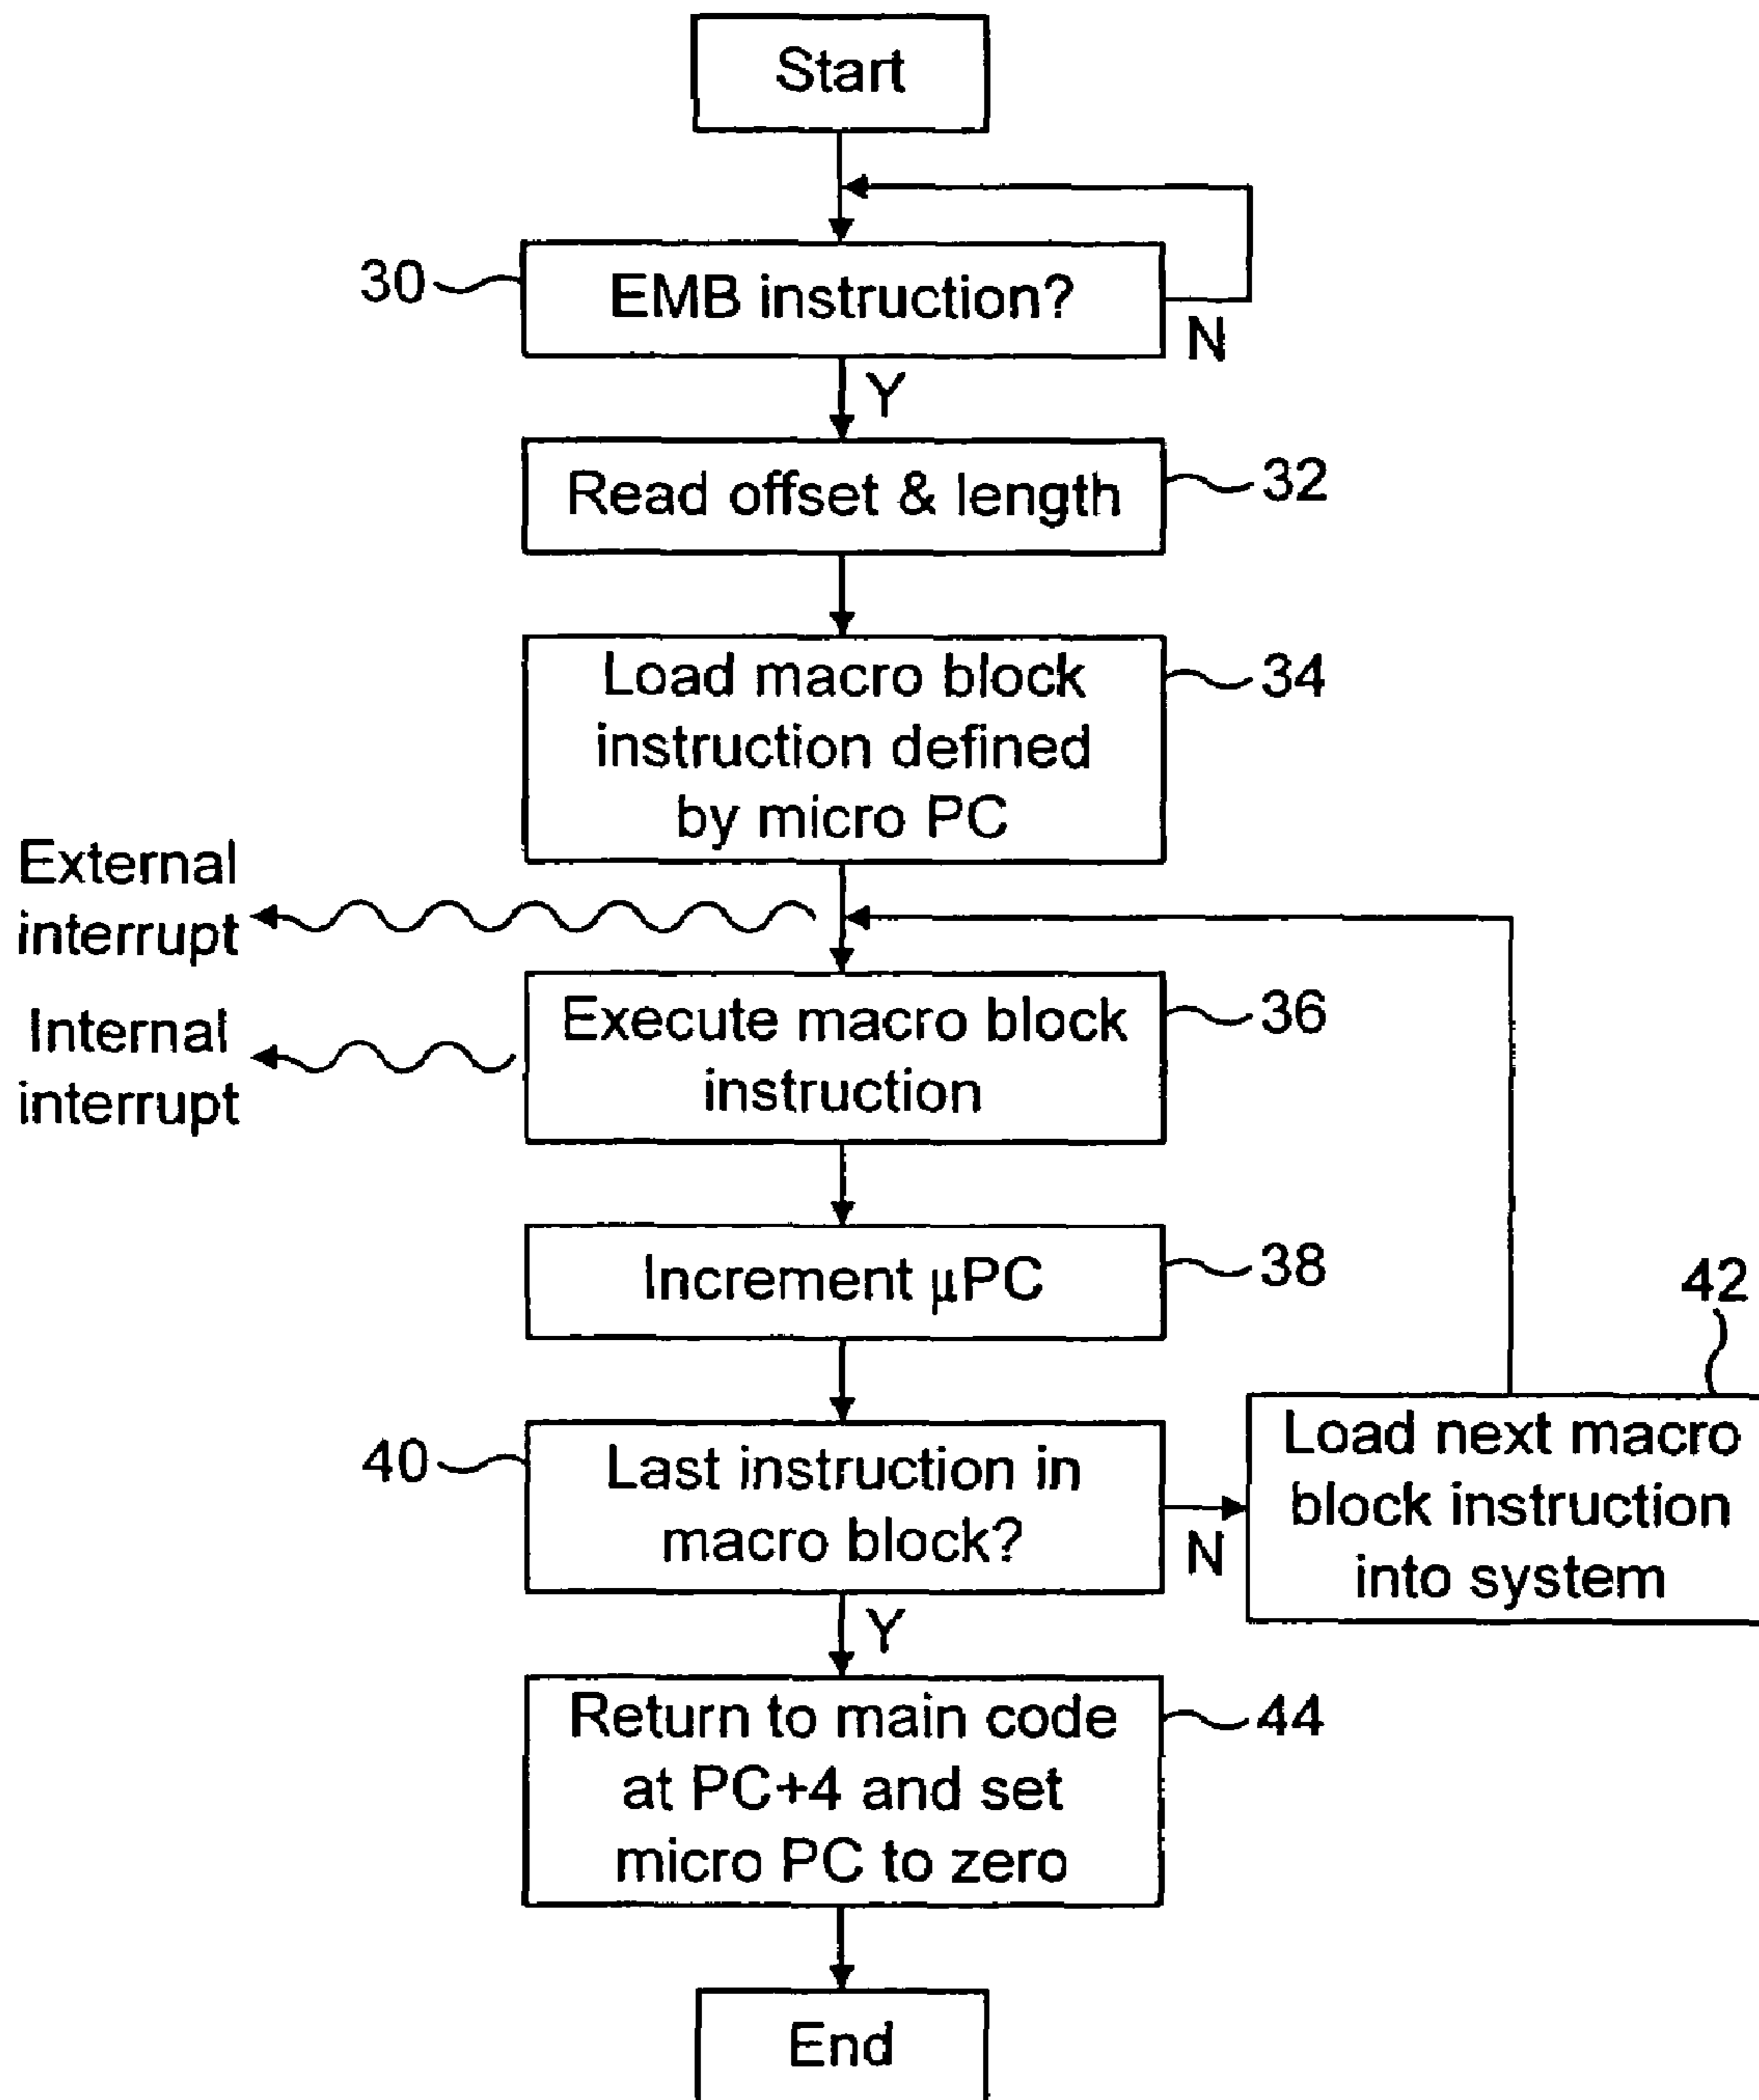 Start
30
EMB instruction?
N
Y
Read offset & length
32
Load macro block
instruction defined
by micro PC
34
External
interrupt
Internal
interrupt
Execute macro block
instruction
36
Increment µPC
38
42
40
Last instruction in
macro block?
N
Load next macro
block instruction
into system
Y
Return to main code
at PC+4 and set
micro PC to zero
44
End